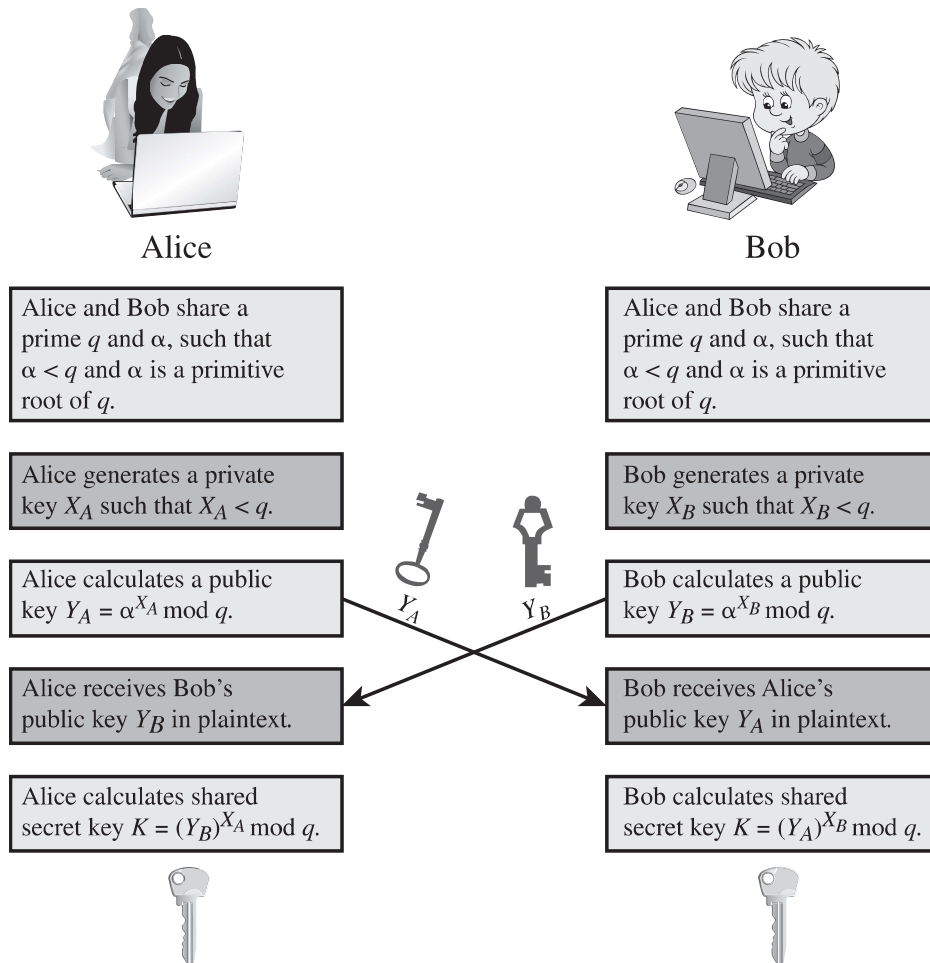 Alice
Bob
Alice and Bob share a
prime q and α, such that
α < q and α is a primitive
root of q.
Alice and Bob share a
prime q and α, such that
α < q and α is a primitive
root of q.
Alice generates a private
key X_A such that X_A < q.
Bob generates a private
key X_B such that X_B < q.
Alice calculates a public
key Y_A = α^{X_A} mod q.
Y_A
Y_B
Bob calculates a public
key Y_B = α^{X_B} mod q.
Alice receives Bob's
public key Y_B in plaintext.
Bob receives Alice's
public key Y_A in plaintext.
Alice calculates shared
secret key K = (Y_B)^{X_A} mod q.
Bob calculates shared
secret key K = (Y_A)^{X_B} mod q.